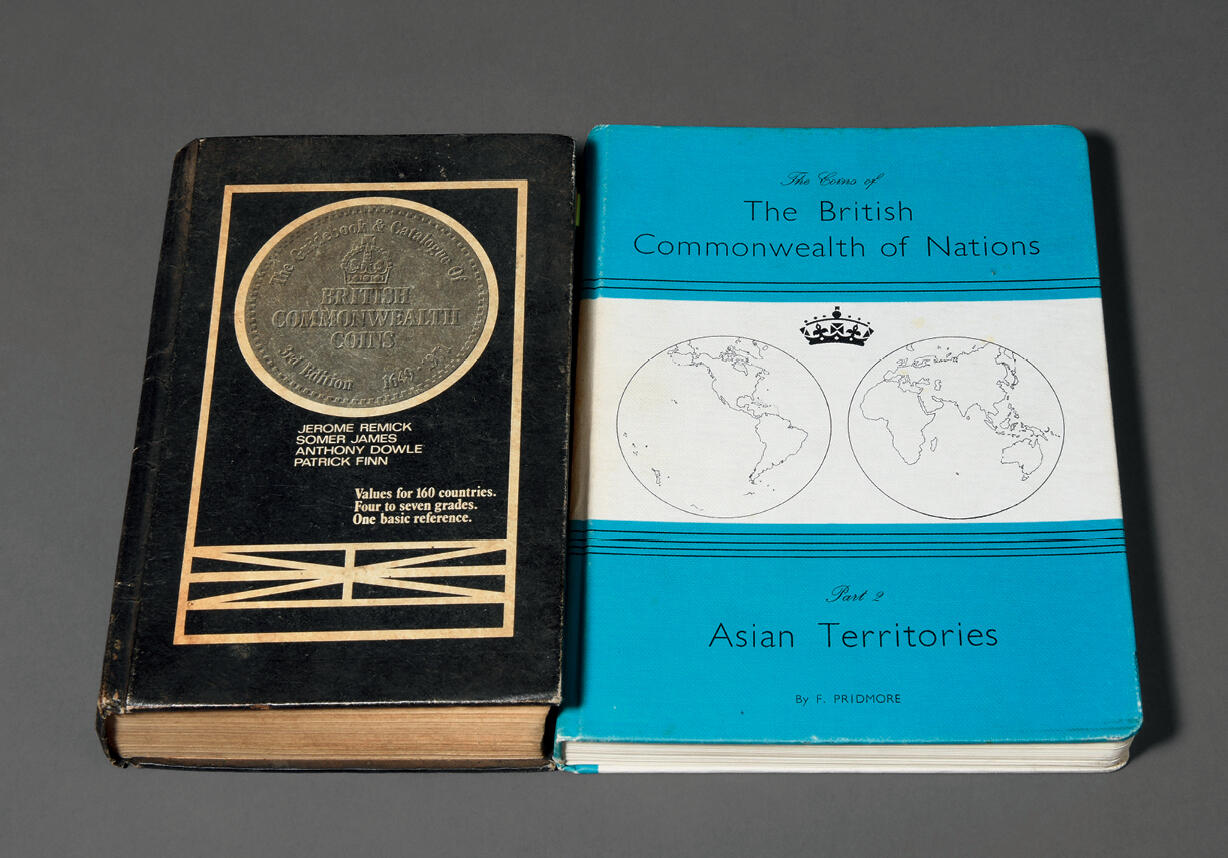 The Guidebook & Catalogue Of
BRITISH
COMMONWEALTH
COINS
3rd Edition
JEROME REMICK
SOMER JAMES
ANTHONY DOWLE
PATRICK FINN
Values for 160 countries.
Four to seven grades.
One basic reference.
The Coins of
The British
Commonwealth of Nations
Part 2
Asian Territories
By F. PRIDMORE